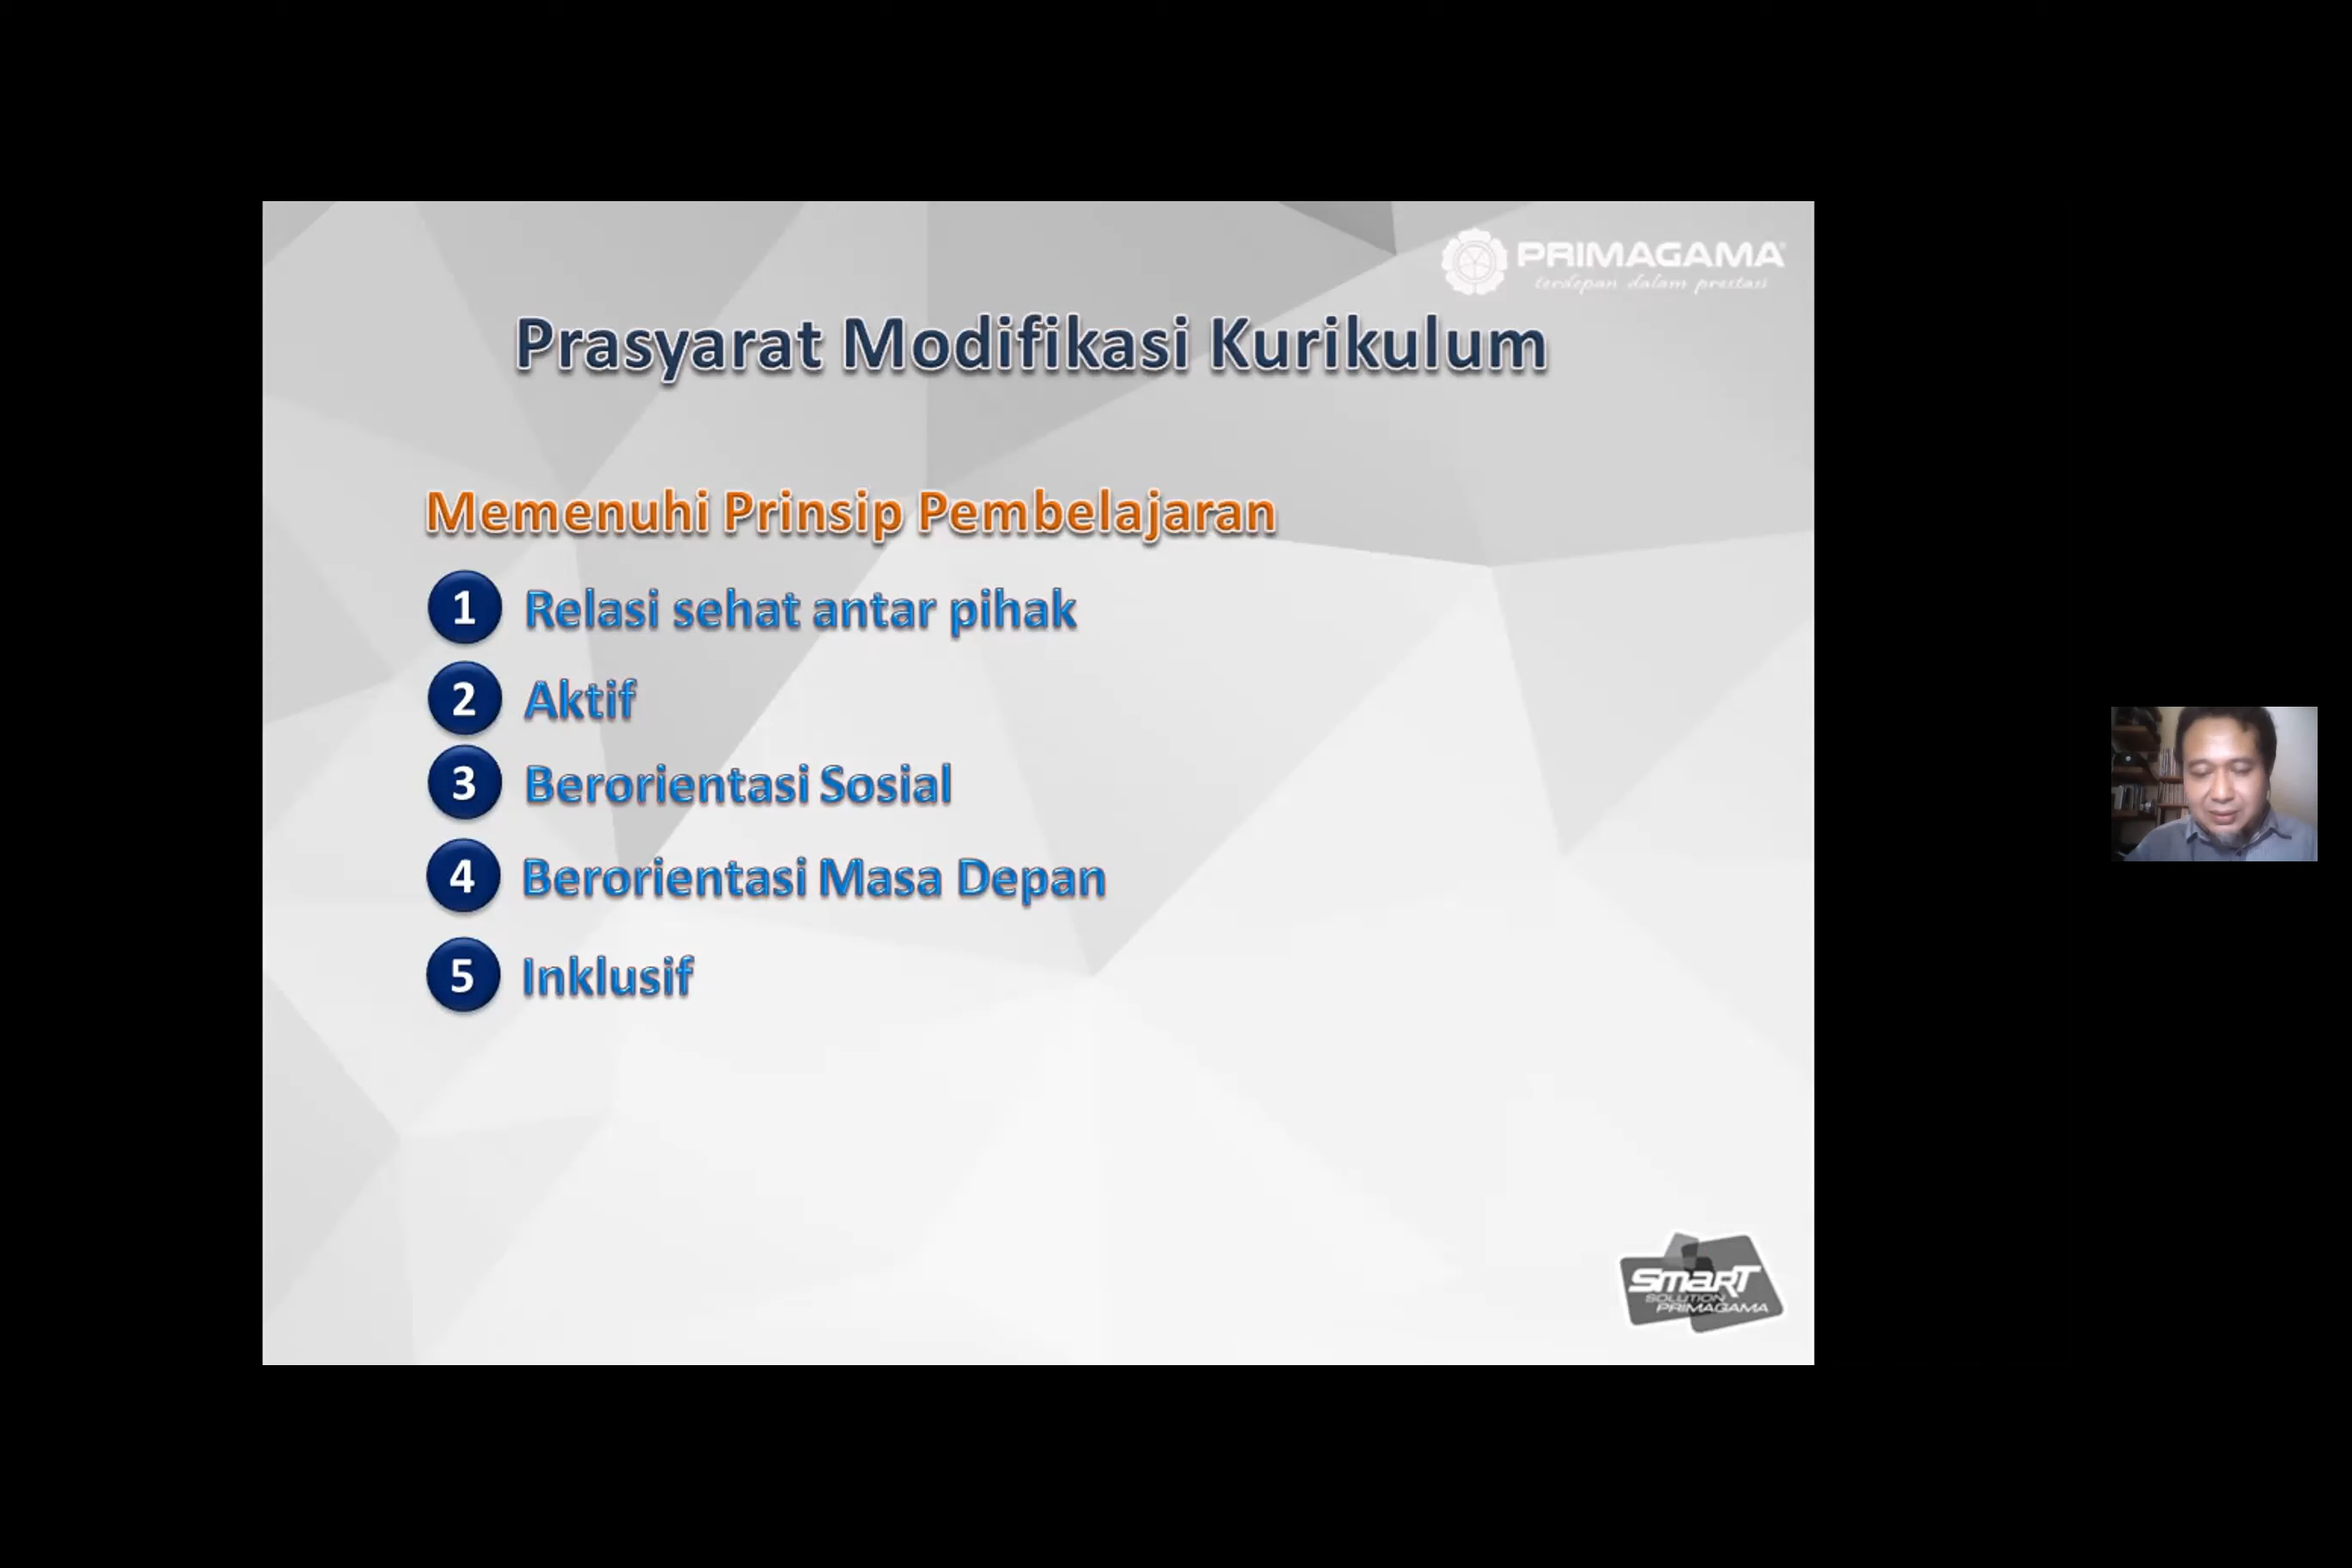 PRIMAGAMA
terdepan dalam prestasi
Prasyarat Modifikasi Kurikulum
Memenuhi Prinsip Pembelajaran
1 Relasi sehat antar pihak
2 Aktif
3 Berorientasi Sosial
4 Berorientasi Masa Depan
5 Inklusif
SmarT
SOLUTION
PRIMAGAMA